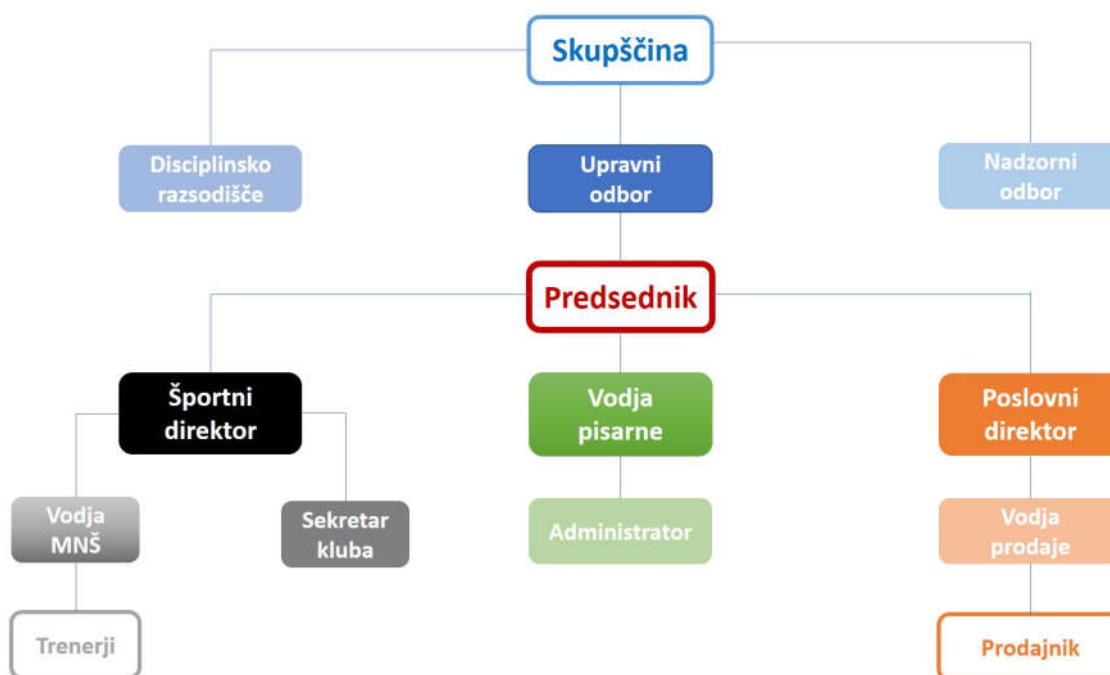 Skupščina
Disciplinsko
razsodišče
Upravni
odbor
Nadzorni
odbor
Predsednik
Športni
direktor
Vodja
pisarne
Poslovni
direktor
Vodja
MNŠ
Sekretar
kluba
Administrator
Vodja
prodaje
Trenerji
Prodajnik